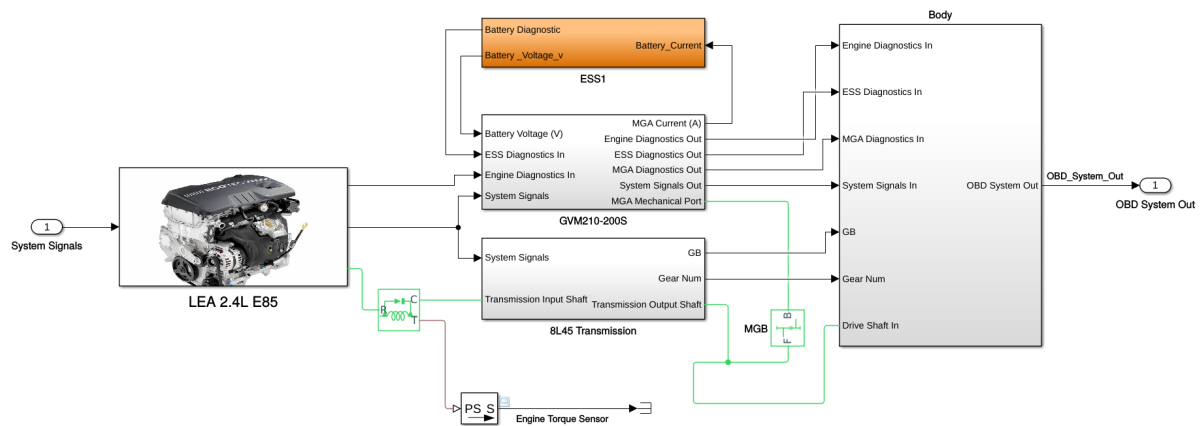 Body
Battery Diagnostic
Battery _Voltage_v
Battery_Current
ESS1
Engine Diagnostics In
ESS Diagnostics In
MGA Diagnostics In
System Signals In
GB
Gear Num
Drive Shaft In
OBD System Out
OBD_System_Out
1
OBD System Out
Battery Voltage (V)
ESS Diagnostics In
Engine Diagnostics In
System Signals
MGA Current (A)
Engine Diagnostics Out
ESS Diagnostics Out
MGA Diagnostics Out
System Signals Out
MGA Mechanical Port
GVM210-200S
1
System Signals
ECOTEC
LEA 2.4L E85
System Signals
Transmission Input Shaft
GB
Gear Num
Transmission Output Shaft
8L45 Transmission
R
C
T
MGB
B
F
PS S
Engine Torque Sensor